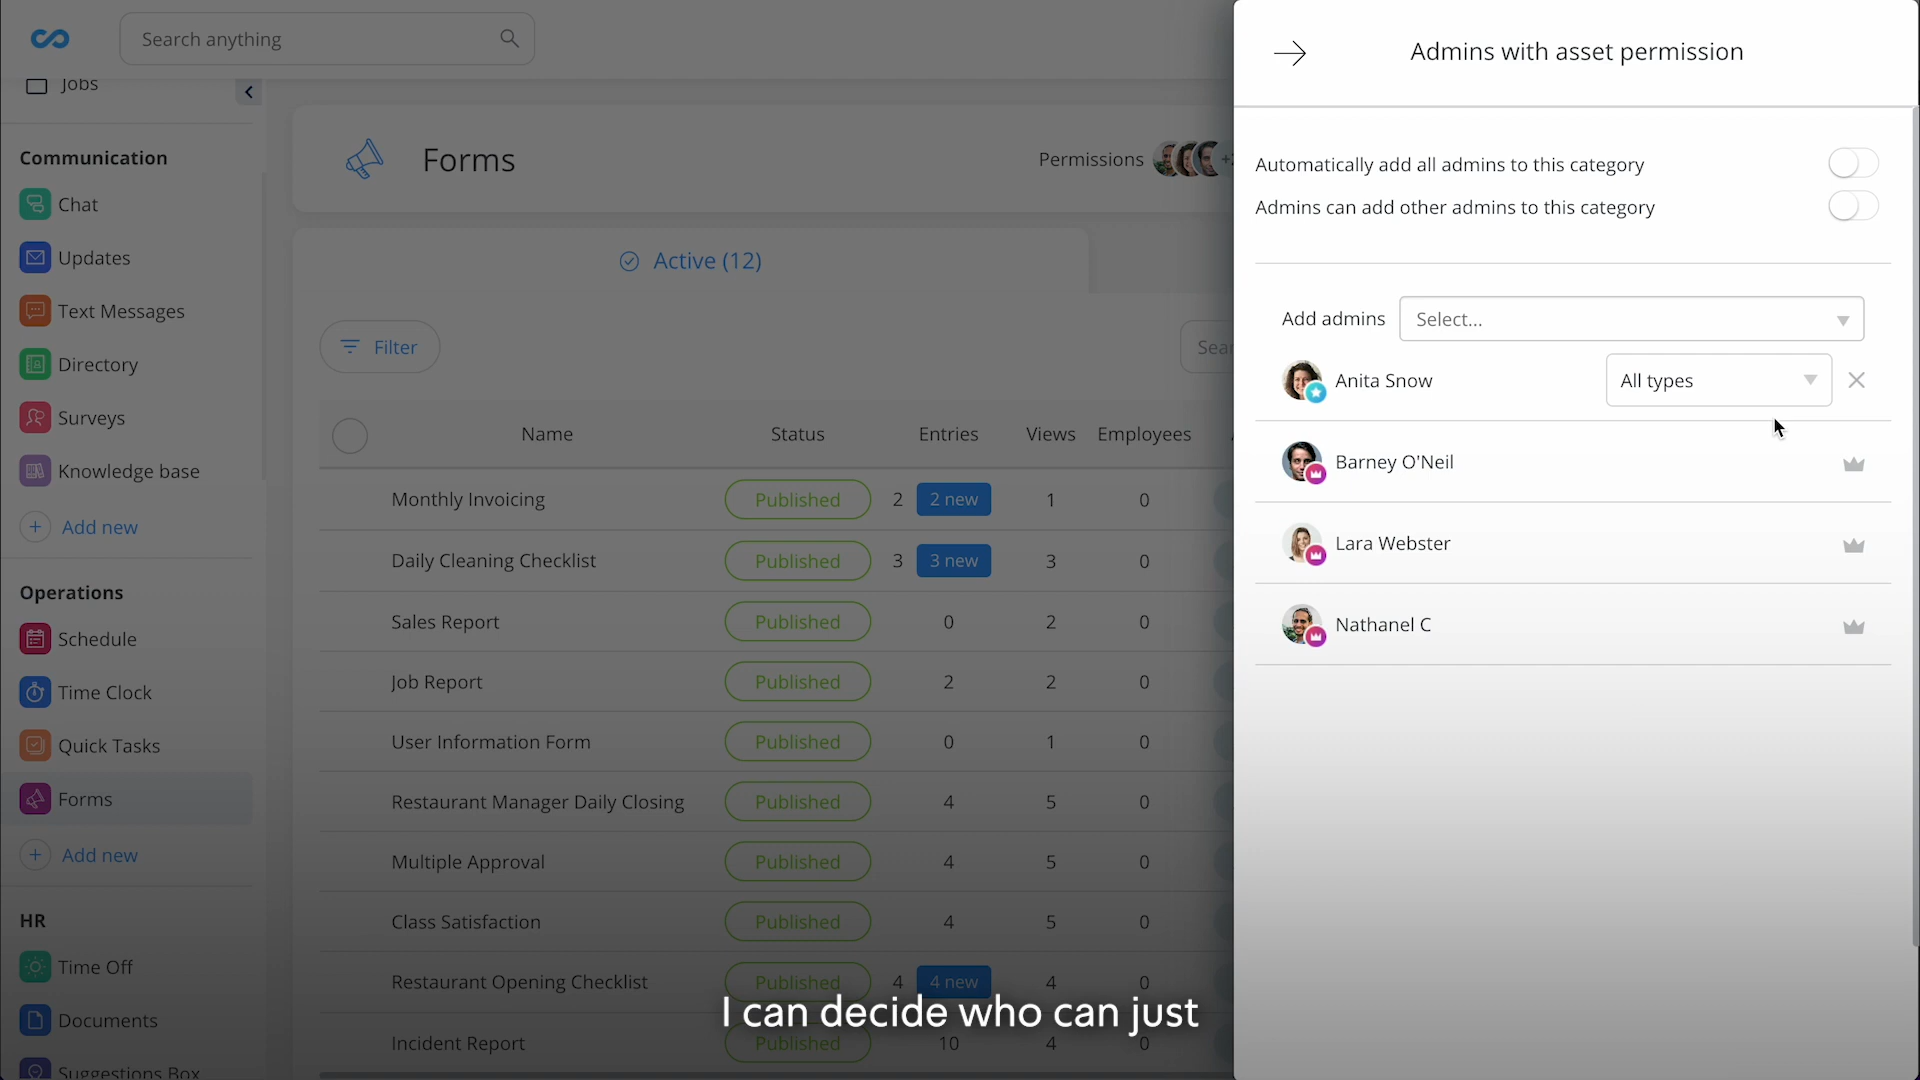 Search anything
Jobs
Communication
Chat
Updates
Text Messages
Directory
Surveys
Knowledge base
Add new
Operations
Schedule
Time Clock
Quick Tasks
Forms
Add new
HR
Time Off
Documents
Suggestions Box
Forms
Permissions
Active (12)
Filter
Name Status Entries Views Employees
Monthly Invoicing Published 2 2 new 1 0
Daily Cleaning Checklist Published 3 3 new 3 0
Sales Report Published 0 2 0
Job Report Published 2 2 0
User Information Form Published 0 1 0
Restaurant Manager Daily Closing Published 4 5 0
Multiple Approval Published 4 5 0
Class Satisfaction Published 4 5 0
Restaurant Opening Checklist Published 4 4 new 4 0
Incident Report Published 10 4 0
I can decide who can just
Admins with asset permission
Automatically add all admins to this category
Admins can add other admins to this category
Add admins Select...
Anita Snow All types
Barney O'Neil
Lara Webster
Nathanel C